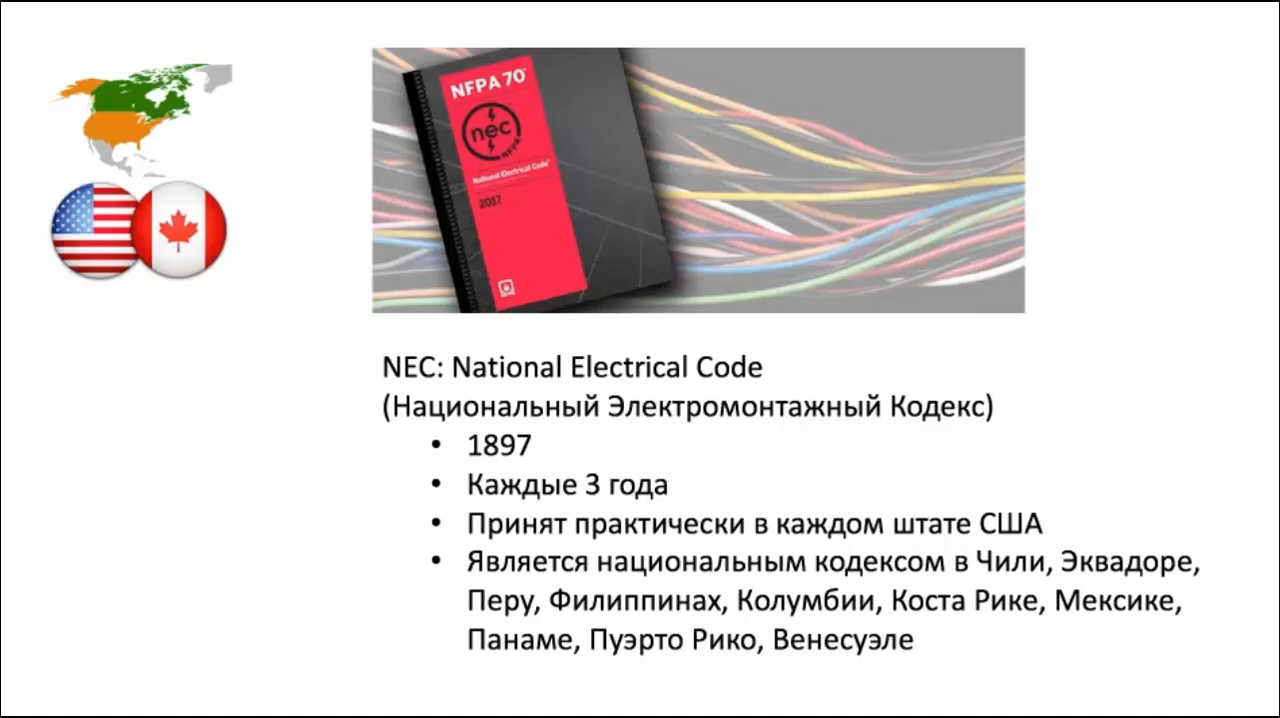 NFPA 70
nec
NFPA
National Electrical Code
2017
NEC: National Electrical Code
(Национальный Электромонтажный Кодекс)
• 1897
• Каждые 3 года
• Принят практически в каждом штате США
• Является национальным кодексом в Чили, Эквадоре,
Перу, Филиппинах, Колумбии, Коста Рике, Мексике,
Панаме, Пуэрто Рико, Венесуэле